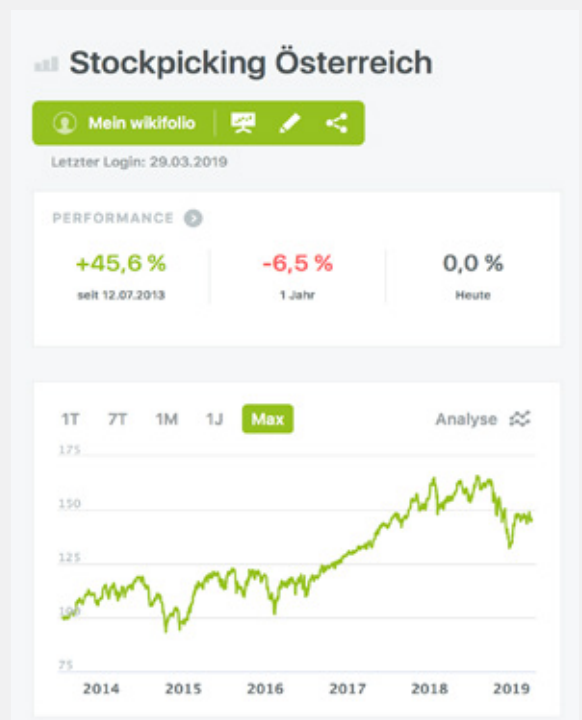 Stockpicking Österreich
Mein wikifolio
Letzter Login: 29.03.2019
PERFORMANCE
+45,6 % -6,5 % 0,0 %
seit 12.07.2013 1 Jahr Heute
1T 7T 1M 1J Max Analyse
175
150
125
100
75
2014 2015 2016 2017 2018 2019